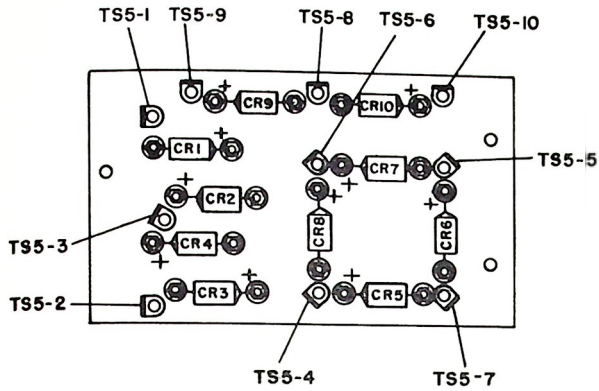 TS5-1
TS5-9
TS5-8
TS5-6
TS5-10
+
CR9
+
CR10
+
CR1
CR7
+
TS5-5
+
CR2
+
+
TS5-3
CR4
+
CR8
CR6
TS5-2
CR3
+
+
CR5
TS5-4
TS5-7